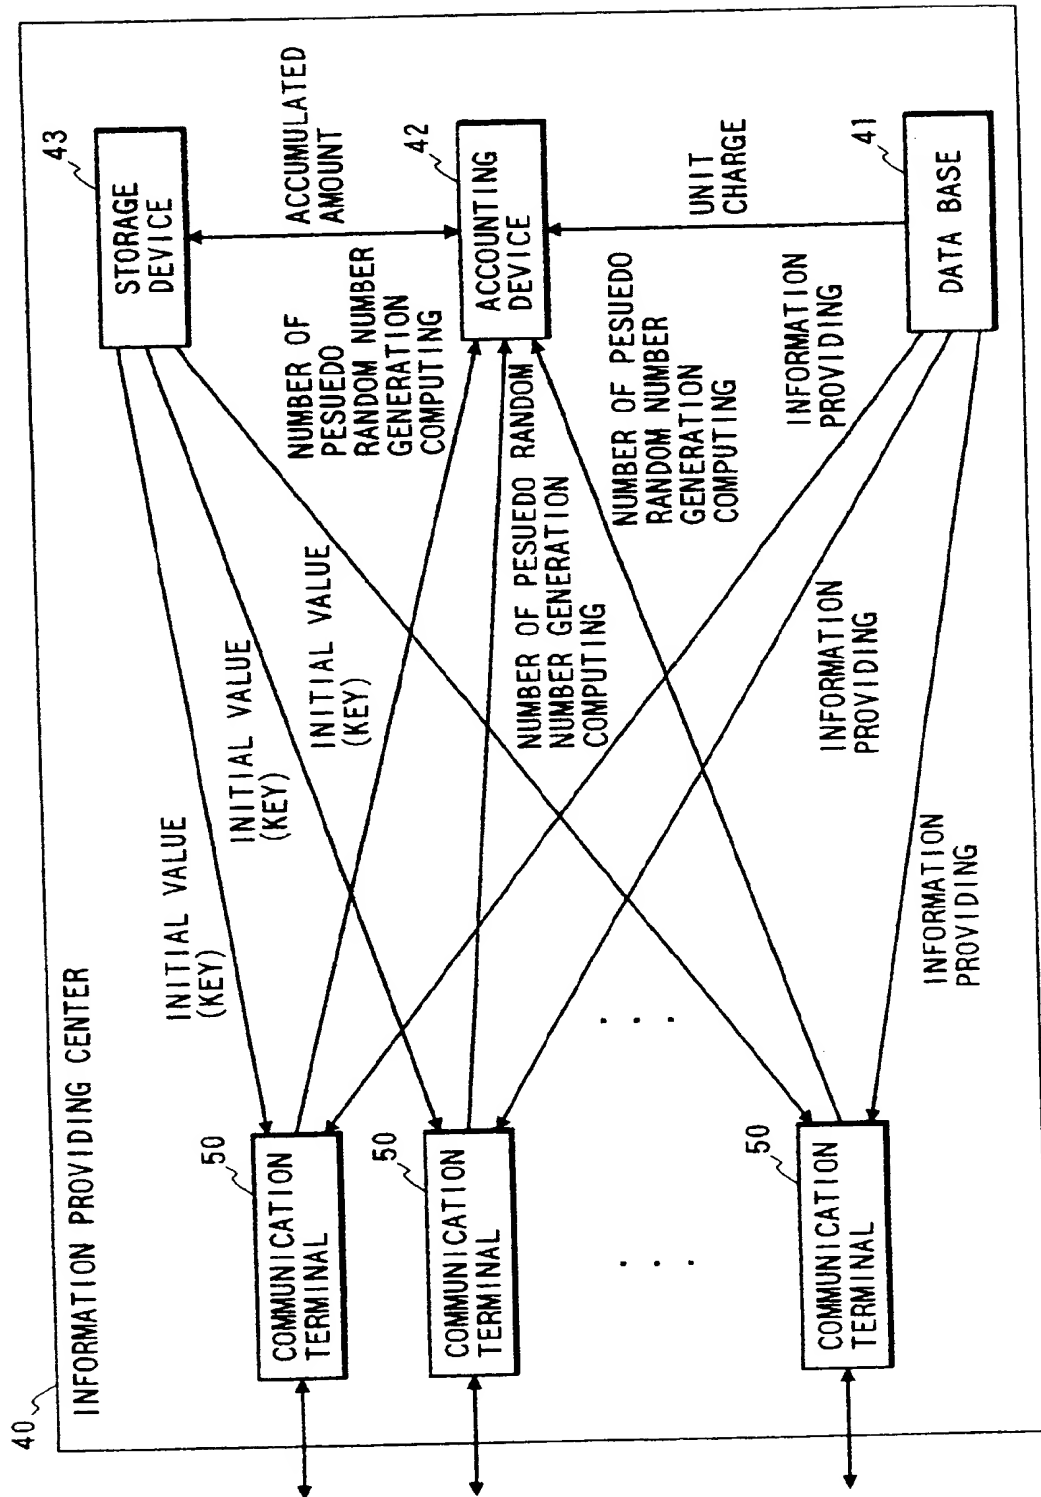 40
INFORMATION PROVIDING CENTER
50
COMMUNICATION
TERMINAL
50
COMMUNICATION
TERMINAL
. . .
50
COMMUNICATION
TERMINAL
INITIAL VALUE
(KEY)
INITIAL VALUE
(KEY)
INITIAL VALUE
(KEY)
NUMBER OF
PESUEDO
RANDOM NUMBER
GENERATION
COMPUTING
NUMBER OF PESUEDO RANDOM
NUMBER GENERATION
COMPUTING
NUMBER OF PESUEDO
RANDOM NUMBER
GENERATION
COMPUTING
. . .
INFORMATION
PROVIDING
INFORMATION
PROVIDING
INFORMATION
PROVIDING
43
STORAGE
DEVICE
ACCUMULATED
AMOUNT
42
ACCOUNTING
DEVICE
UNIT
CHARGE
41
DATA BASE